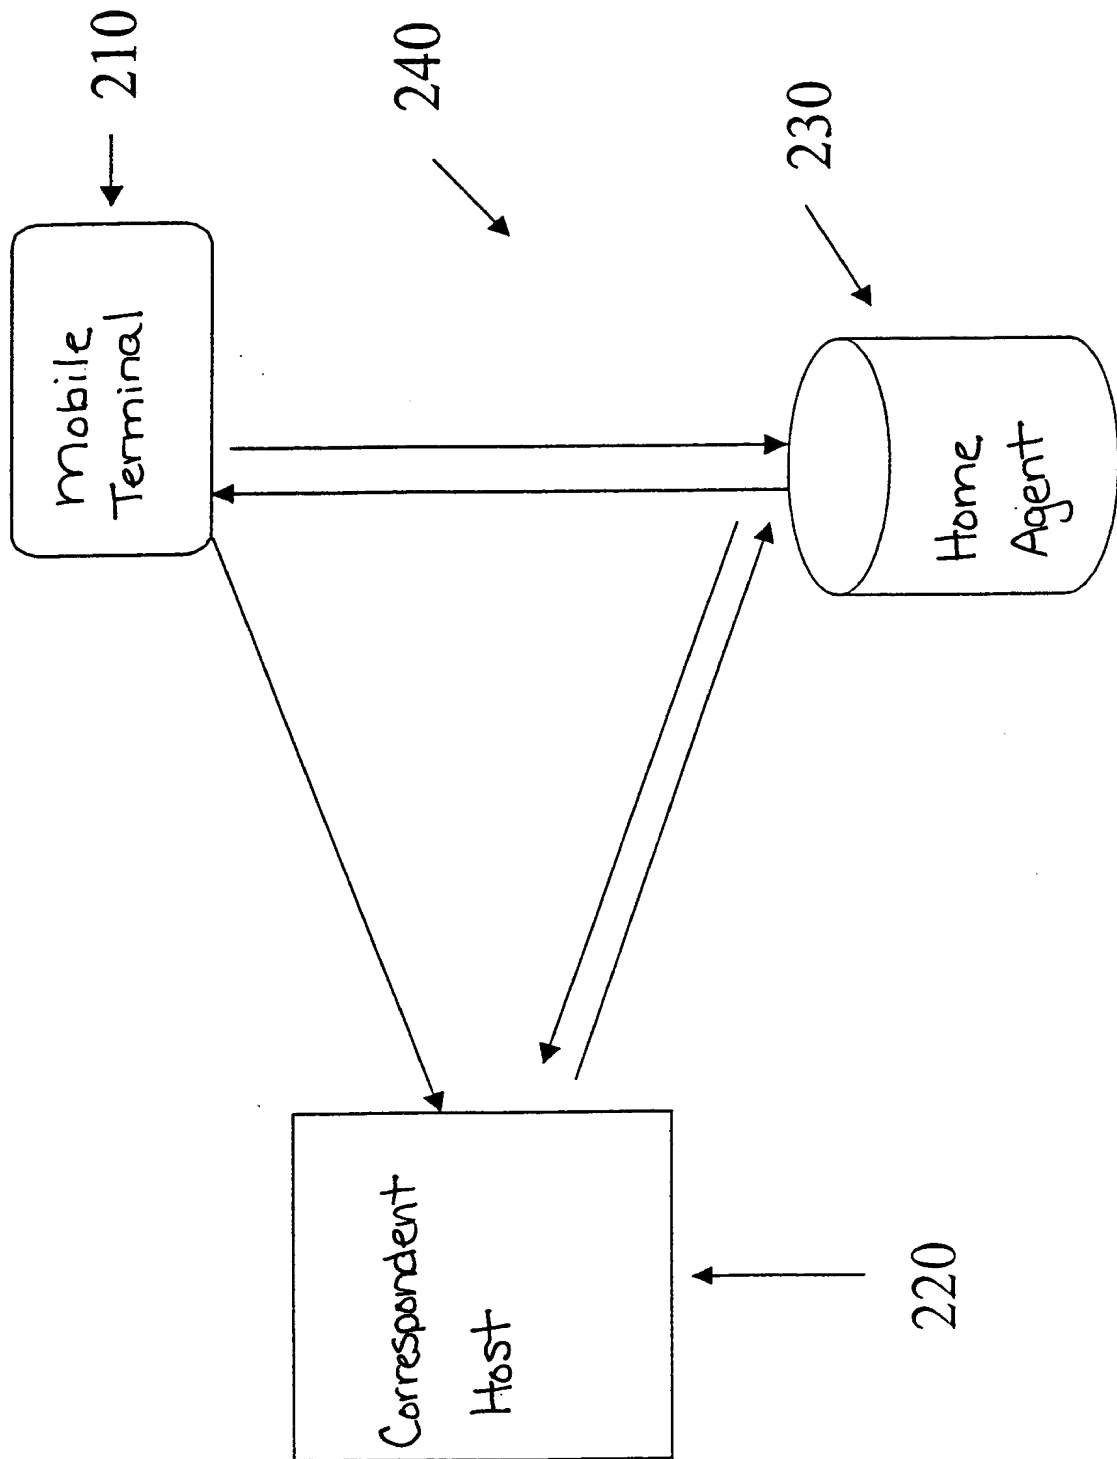 Mobile
Terminal
210
240
230
Home
Agent
Correspondent
Host
220